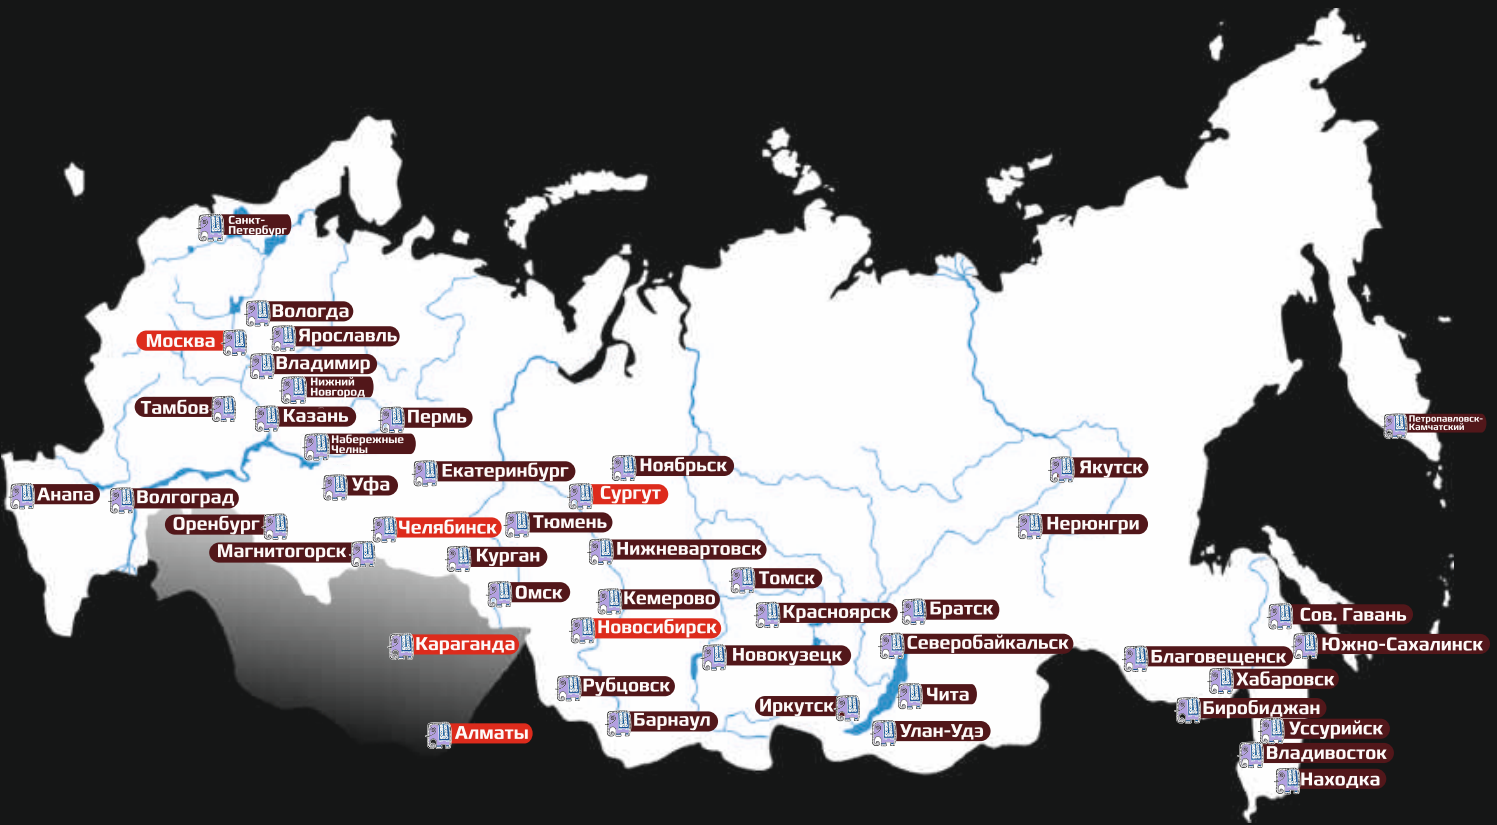 Санкт-
Петербург
Вологда
Москва
Ярославль
Владимир
Нижний
Новгород
Тамбов
Казань
Пермь
Набережные
Челны
Екатеринбург
Ноябрьск
Уфа
Анапа
Волгоград
Сургут
Оренбург
Челябинск
Тюмень
Магнитогорск
Курган
Нижневартовск
Омск
Томск
Кемерово
Красноярск
Братск
Новосибирск
Караганда
Новокузецк
Северобайкальск
Рубцовск
Чита
Иркутск
Барнаул
Улан-Удэ
Алматы
Петропавловск-
Камчатский
Якутск
Нерюнгри
Сов. Гавань
Южно-Сахалинск
Благовещенск
Хабаровск
Биробиджан
Уссурийск
Владивосток
Находка